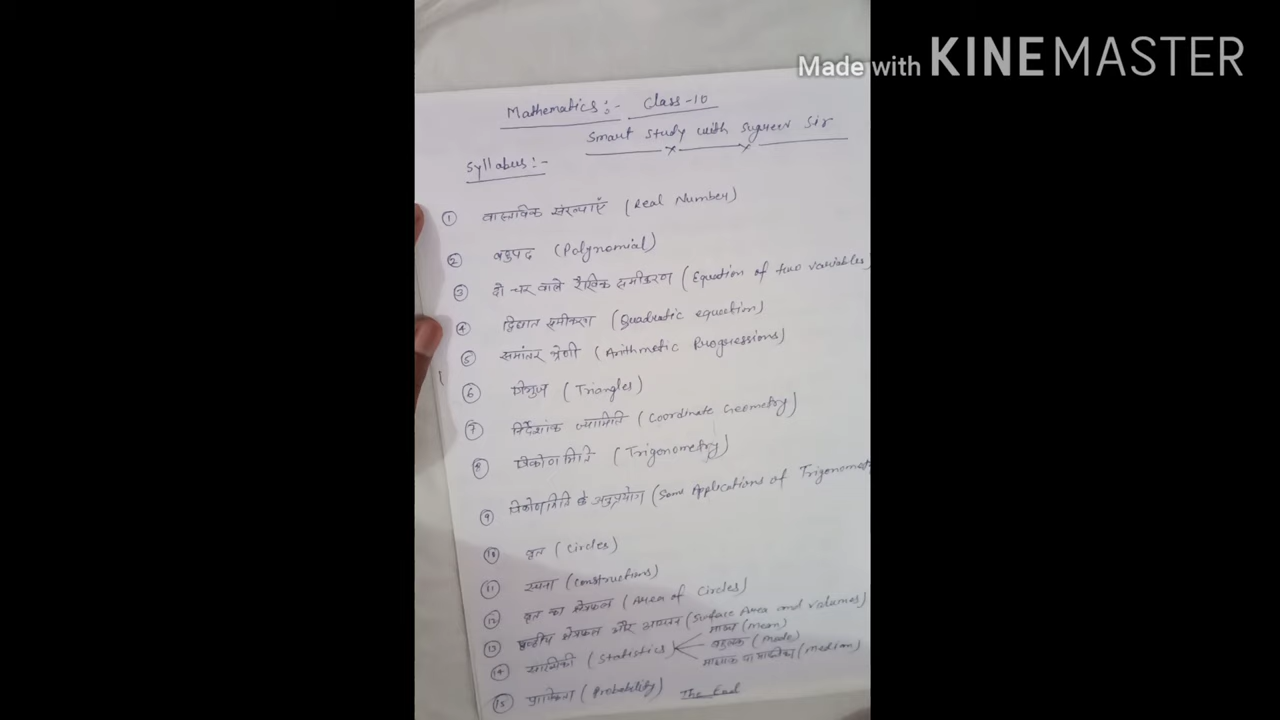 Made with KINEMASTER
Mathematics:- Class-10
Smart Study with Sir
Syllabus:-
① वास्तविक संख्याएँ (Real Number)
② बहुपद (Polynomial)
③ दो चर वाले रैखिक समीकरण (Equation of two variables)
④ द्विघात समीकरण (Quadratic equation)
⑤ समांतर श्रेणी (Arithmetic Progressions)
⑥ त्रिभुज (Triangles)
⑦ निर्देशांक ज्यामिति (Coordinate Geometry)
⑧ त्रिकोणमिति (Trigonometry)
⑨ त्रिकोणमिति के अनुप्रयोग (Some Applications of Trigonomet
⑩ वृत (Circles)
⑪ रचना (Constructions)
⑫ वृत का क्षेत्रफल (Area of Circles)
⑬ पृष्ठीय क्षेत्रफल और आयतन (Surface Area and Volumes)
माध्य (Mean)
⑭ (Statistics) बहुलक (Mode)
(Median)
⑮ (Probability) The End